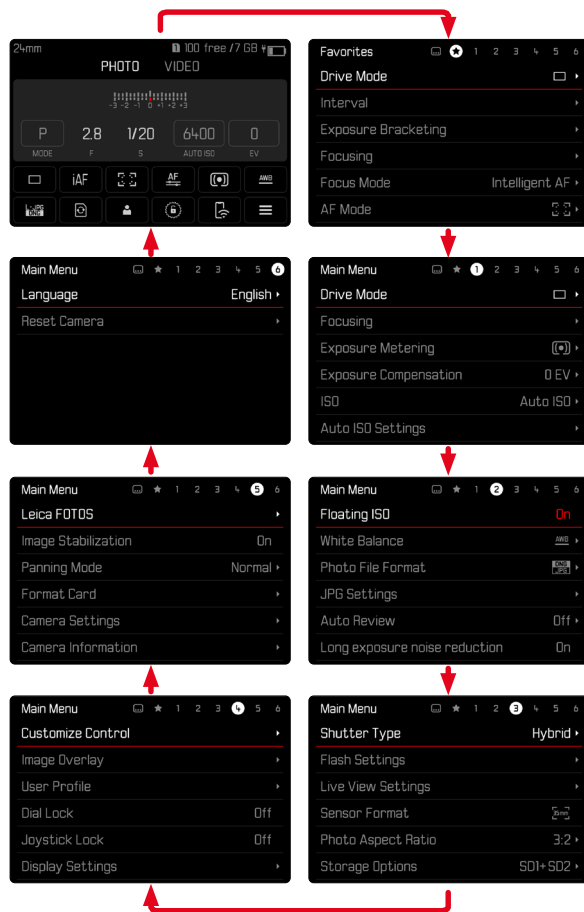 24mm 1 100 free /7 GB
PHOTO VIDEO
-3 -2 -1 0 +1 +2 +3
P 2.8 1/20 6400 0
MODE F S AUTO ISO EV
iAF AF AWB
L-JPG
DNG
Favorites 1 2 3 4 5 6
Drive Mode
Interval
Exposure Bracketing
Focusing
Focus Mode Intelligent AF
AF Mode
Main Menu 1 2 3 4 5 6
Language English
Reset Camera
Main Menu 1 2 3 4 5 6
Drive Mode
Focusing
Exposure Metering
Exposure Compensation 0 EV
ISO Auto ISO
Auto ISO Settings
Main Menu 1 2 3 4 5 6
Leica FOTOS
Image Stabilization On
Panning Mode Normal
Format Card
Camera Settings
Camera Information
Main Menu 1 2 3 4 5 6
Floating ISO On
White Balance AWB
Photo File Format DNG JPG
JPG Settings
Auto Review Off
Long exposure noise reduction On
Main Menu 1 2 3 4 5 6
Customize Control
Image Overlay
User Profile
Dial Lock Off
Joystick Lock Off
Display Settings
Main Menu 1 2 3 4 5 6
Shutter Type Hybrid
Flash Settings
Live View Settings
Sensor Format 35mm
Photo Aspect Ratio 3:2
Storage Options SD1+SD2